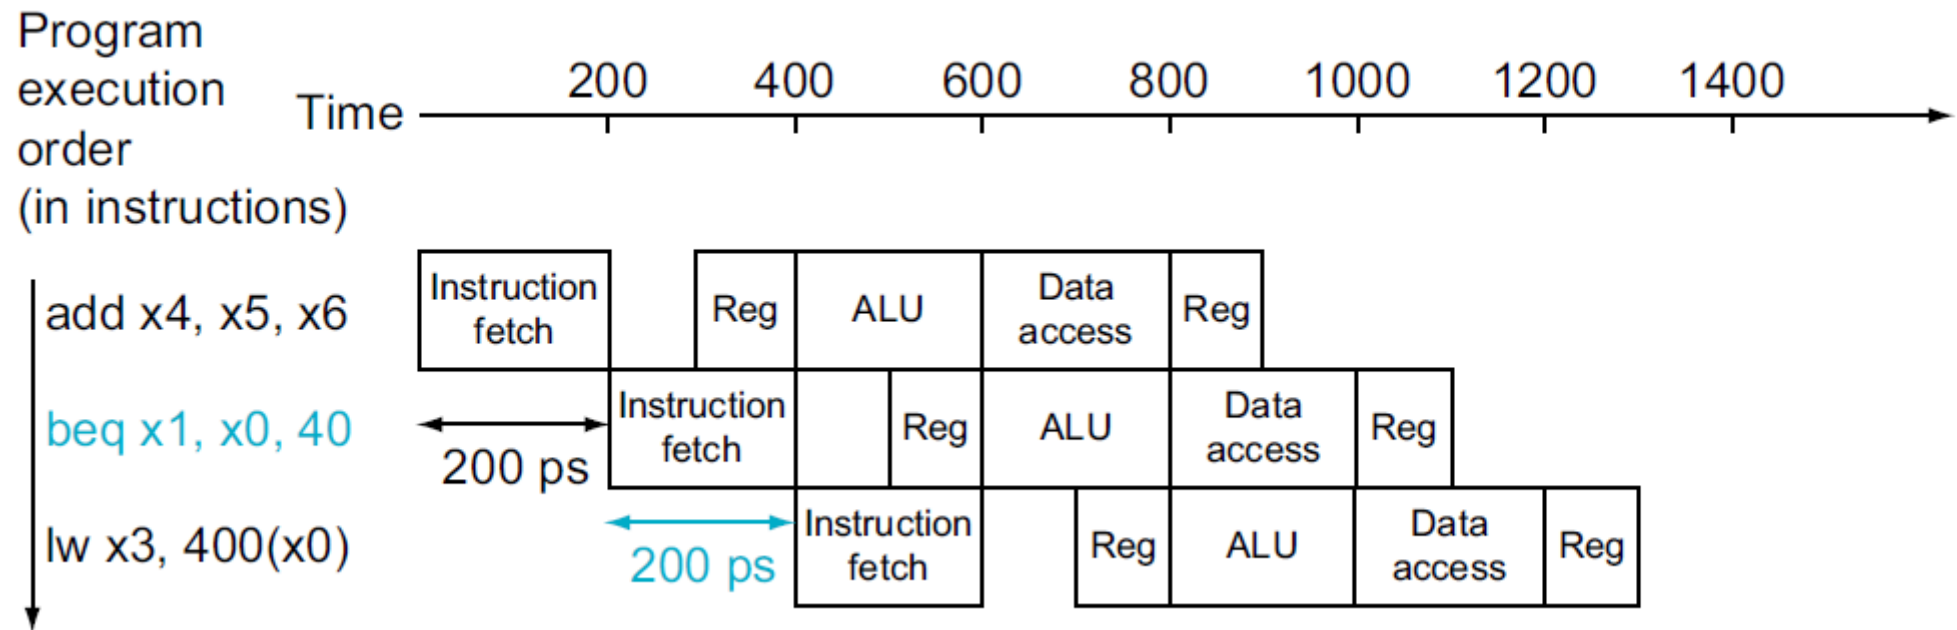 Program
execution
order
(in instructions)
Time
200 400 600 800 1000 1200 1400
add x4, x5, x6
Instruction
fetch
Reg
ALU
Data
access
Reg
beq x1, x0, 40
200 ps
Instruction
fetch
Reg
ALU
Data
access
Reg
lw x3, 400(x0)
200 ps
Instruction
fetch
Reg
ALU
Data
access
Reg